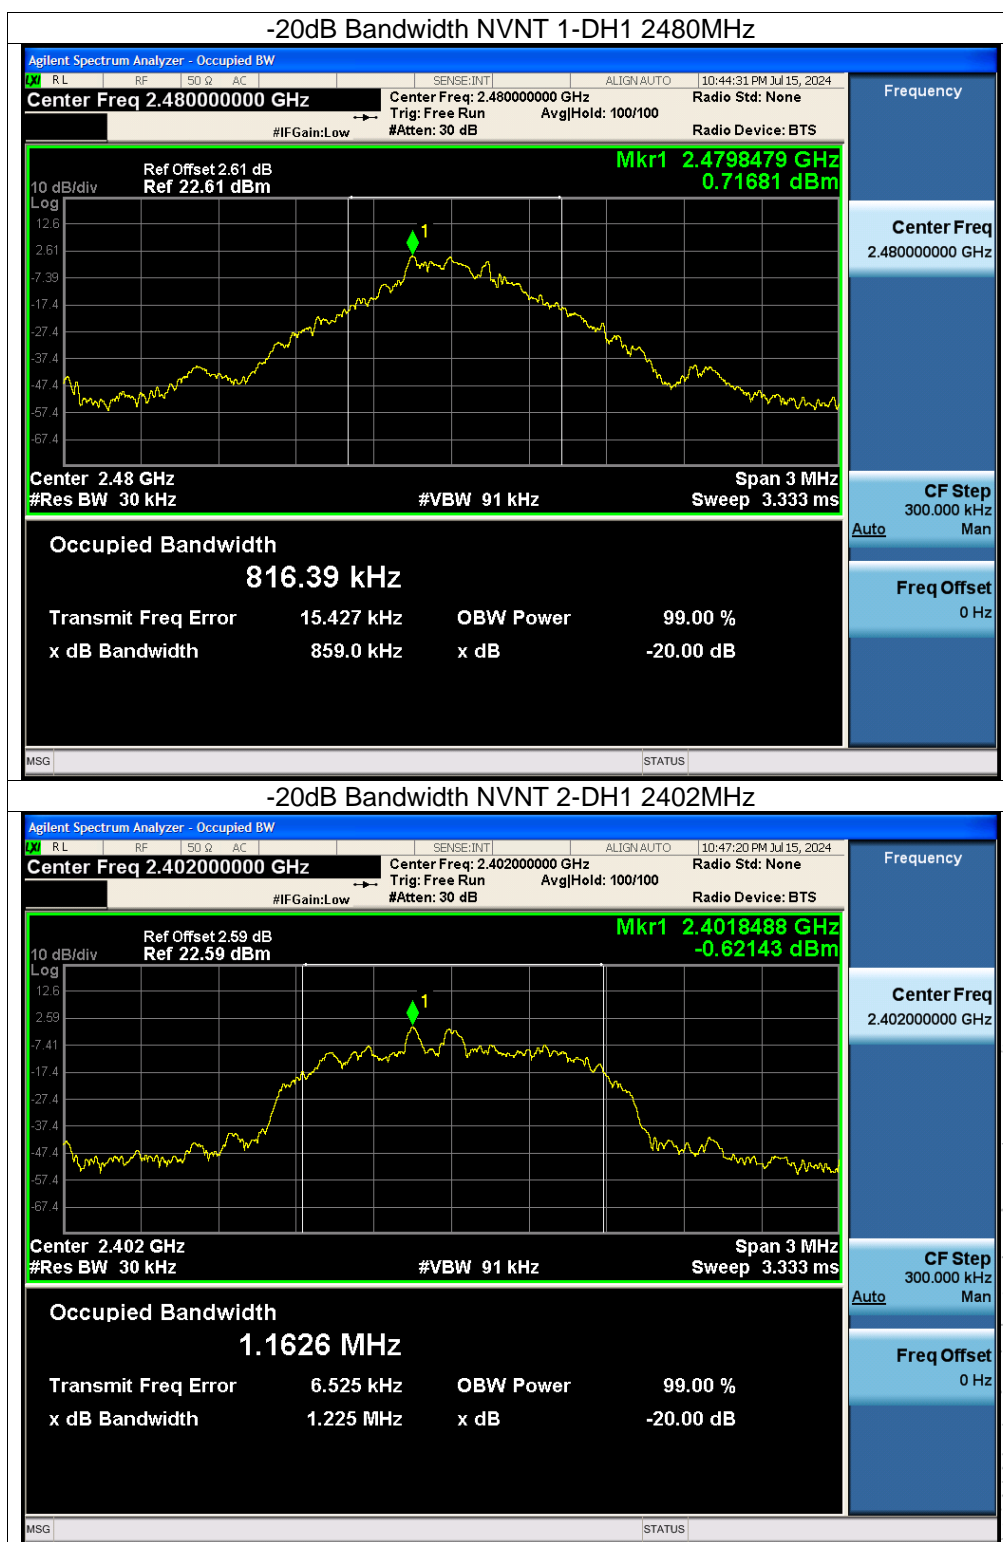 -20dB Bandwidth NVNT 1-DH1 2480MHz
Agilent Spectrum Analyzer - Occupied BW
LXI RL RF 50 Ω AC SENSE:INT ALIGNAUTO 10:44:31 PM Jul 15, 2024
Center Freq 2.480000000 GHz
Center Freq: 2.480000000 GHz
Radio Std: None
Trig: Free Run Avg|Hold: 100/100
#IFGain:Low #Atten: 30 dB Radio Device: BTS
Frequency
Mkr1 2.4798479 GHz
0.71681 dBm
Ref Offset 2.61 dB
10 dB/div Ref 22.61 dBm
Log
12.6
2.61
-7.39
-17.4
-27.4
-37.4
-47.4
-57.4
-67.4
1
Center 2.48 GHz Span 3 MHz
#Res BW 30 kHz #VBW 91 kHz Sweep 3.333 ms
Center Freq
2.480000000 GHz
CF Step
300.000 kHz
Auto Man
Freq Offset
0 Hz
Occupied Bandwidth
816.39 kHz
Transmit Freq Error 15.427 kHz OBW Power 99.00 %
x dB Bandwidth 859.0 kHz x dB -20.00 dB
MSG STATUS
-20dB Bandwidth NVNT 2-DH1 2402MHz
Agilent Spectrum Analyzer - Occupied BW
LXI RL RF 50 Ω AC SENSE:INT ALIGNAUTO 10:47:20 PM Jul 15, 2024
Center Freq 2.402000000 GHz
Center Freq: 2.402000000 GHz
Radio Std: None
Trig: Free Run Avg|Hold: 100/100
#IFGain:Low #Atten: 30 dB Radio Device: BTS
Frequency
Mkr1 2.4018488 GHz
-0.62143 dBm
Ref Offset 2.59 dB
10 dB/div Ref 22.59 dBm
Log
12.6
2.59
-7.41
-17.4
-27.4
-37.4
-47.4
-57.4
-67.4
1
Center 2.402 GHz Span 3 MHz
#Res BW 30 kHz #VBW 91 kHz Sweep 3.333 ms
Center Freq
2.402000000 GHz
CF Step
300.000 kHz
Auto Man
Freq Offset
0 Hz
Occupied Bandwidth
1.1626 MHz
Transmit Freq Error 6.525 kHz OBW Power 99.00 %
x dB Bandwidth 1.225 MHz x dB -20.00 dB
MSG STATUS